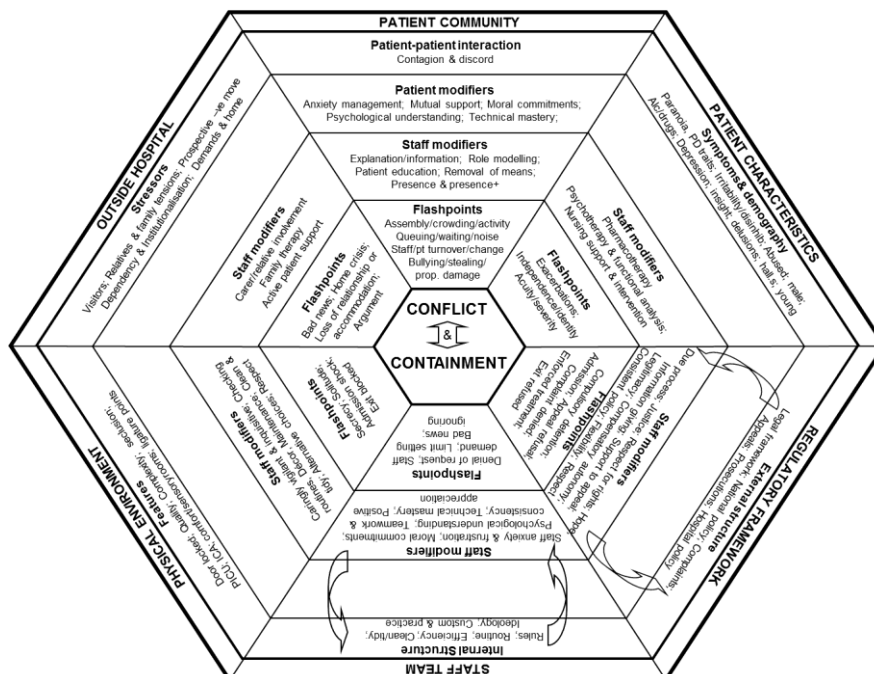 PATIENT COMMUNITY
Patient-patient interaction
Contagion & discord
Patient modifiers
Anxiety management; Mutual support; Moral commitments;
Psychological understanding; Technical mastery;
Staff modifiers
Explanation/information; Role modelling;
Patient education; Removal of means;
Presence & presence+
Flashpoints
Assembly/crowding/activity
Queuing/waiting/noise
Staff/pt turnover/change
Bullying/stealing/
prop. damage
PATIENT CHARACTERISTICS
Symptoms& demography
Paranoia, PD traits; Irritability/disinhib; Abused; male;
Alc/drugs; Depression; insight; delusions; hall's; young
Staff modifiers
Pharmacotherapy
Psychotherapy & functional analysis;
Nursing support & intervention
Flashpoints
Exacerbations;
Independence/identity
Acuity/severity
REGULATORY FRAMEWORK
External structure
Legal framework; National policy; Complaints;
Appeals; Prosecutions; Hospital policy
Staff modifiers
Due process; Justice; Respect for rights; Hope;
Information giving; Support to appeal;
Legitimacy; Compensatory autonomy;
Consistent policy; Flexibility; Respect
Flashpoints
Compulsory detention;
Admission; Appeal refusal;
Complaint denied;
Enforced treatment;
Exit refused
STAFF TEAM
Internal Structure
Rules; Routine; Efficiency; Clean/tidy;
Ideology; Custom & practice
Staff modifiers
Staff anxiety & frustration; Moral commitments;
Psychological understanding; Teamwork &
consistency; Technical mastery; Positive
appreciation
Flashpoints
Denial of request; Staff
demand; Limit setting
Bad news;
ignoring
PHYSICAL ENVIRONMENT
Features
Door locked; Quality; Complexity; seclusion;
PICU; ICA; comfort/sensory rooms; ligature points
Staff modifiers
Caringly vigilant & inquisitive; Checking
routines, Décor; Maintenance; Clean &
tidy; Alternative choices; Respect
Flashpoints
Secrecy; Solitude;
Admission shock;
Exit blocked
OUTSIDE HOSPITAL
Stressors
Visitors; Relatives & family tensions; Prospective –ve move
Dependency & Institutionalisation; Demands & home
Staff modifiers
Carer/relative involvement
Family therapy
Active patient support
Flashpoints
Bad news; Home crisis;
Loss of relationship or
accommodation;
Argument
CONFLICT
&
CONTAINMENT